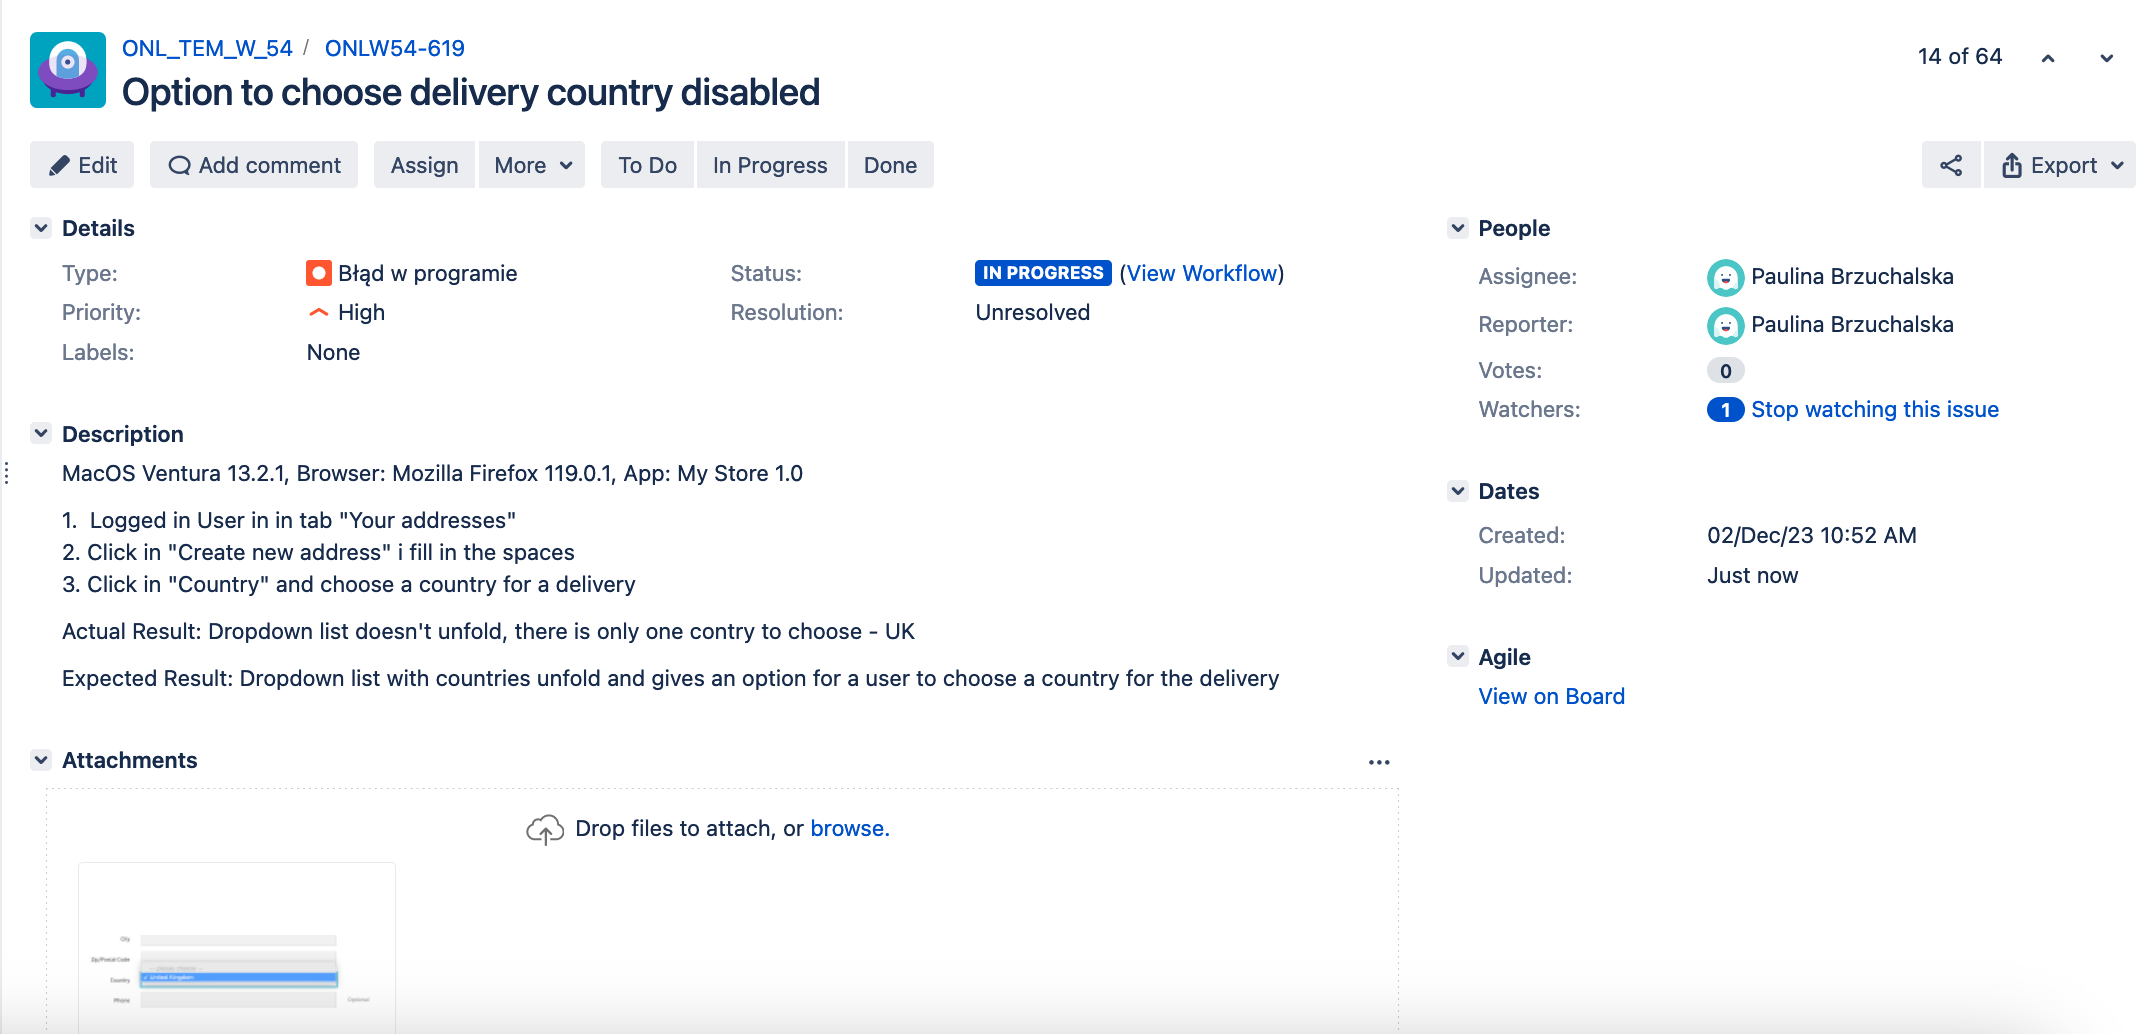 ONL_TEM_W_54 / ONLW54-619
Option to choose delivery country disabled
14 of 64
Edit
Add comment
Assign
More
To Do
In Progress
Done
Export
Details
Type: Błąd w programie
Status: IN PROGRESS (View Workflow)
Priority: High
Resolution: Unresolved
Labels: None
Description
MacOS Ventura 13.2.1, Browser: Mozilla Firefox 119.0.1, App: My Store 1.0
1. Logged in User in in tab "Your addresses"
2. Click in "Create new address" i fill in the spaces
3. Click in "Country" and choose a country for a delivery
Actual Result: Dropdown list doesn't unfold, there is only one contry to choose - UK
Expected Result: Dropdown list with countries unfold and gives an option for a user to choose a country for the delivery
Attachments
Drop files to attach, or browse.
City
Zip/Postal Code
Country
United Kingdom
Phone
Optional
People
Assignee: Paulina Brzuchalska
Reporter: Paulina Brzuchalska
Votes: 0
Watchers: 1 Stop watching this issue
Dates
Created: 02/Dec/23 10:52 AM
Updated: Just now
Agile
View on Board